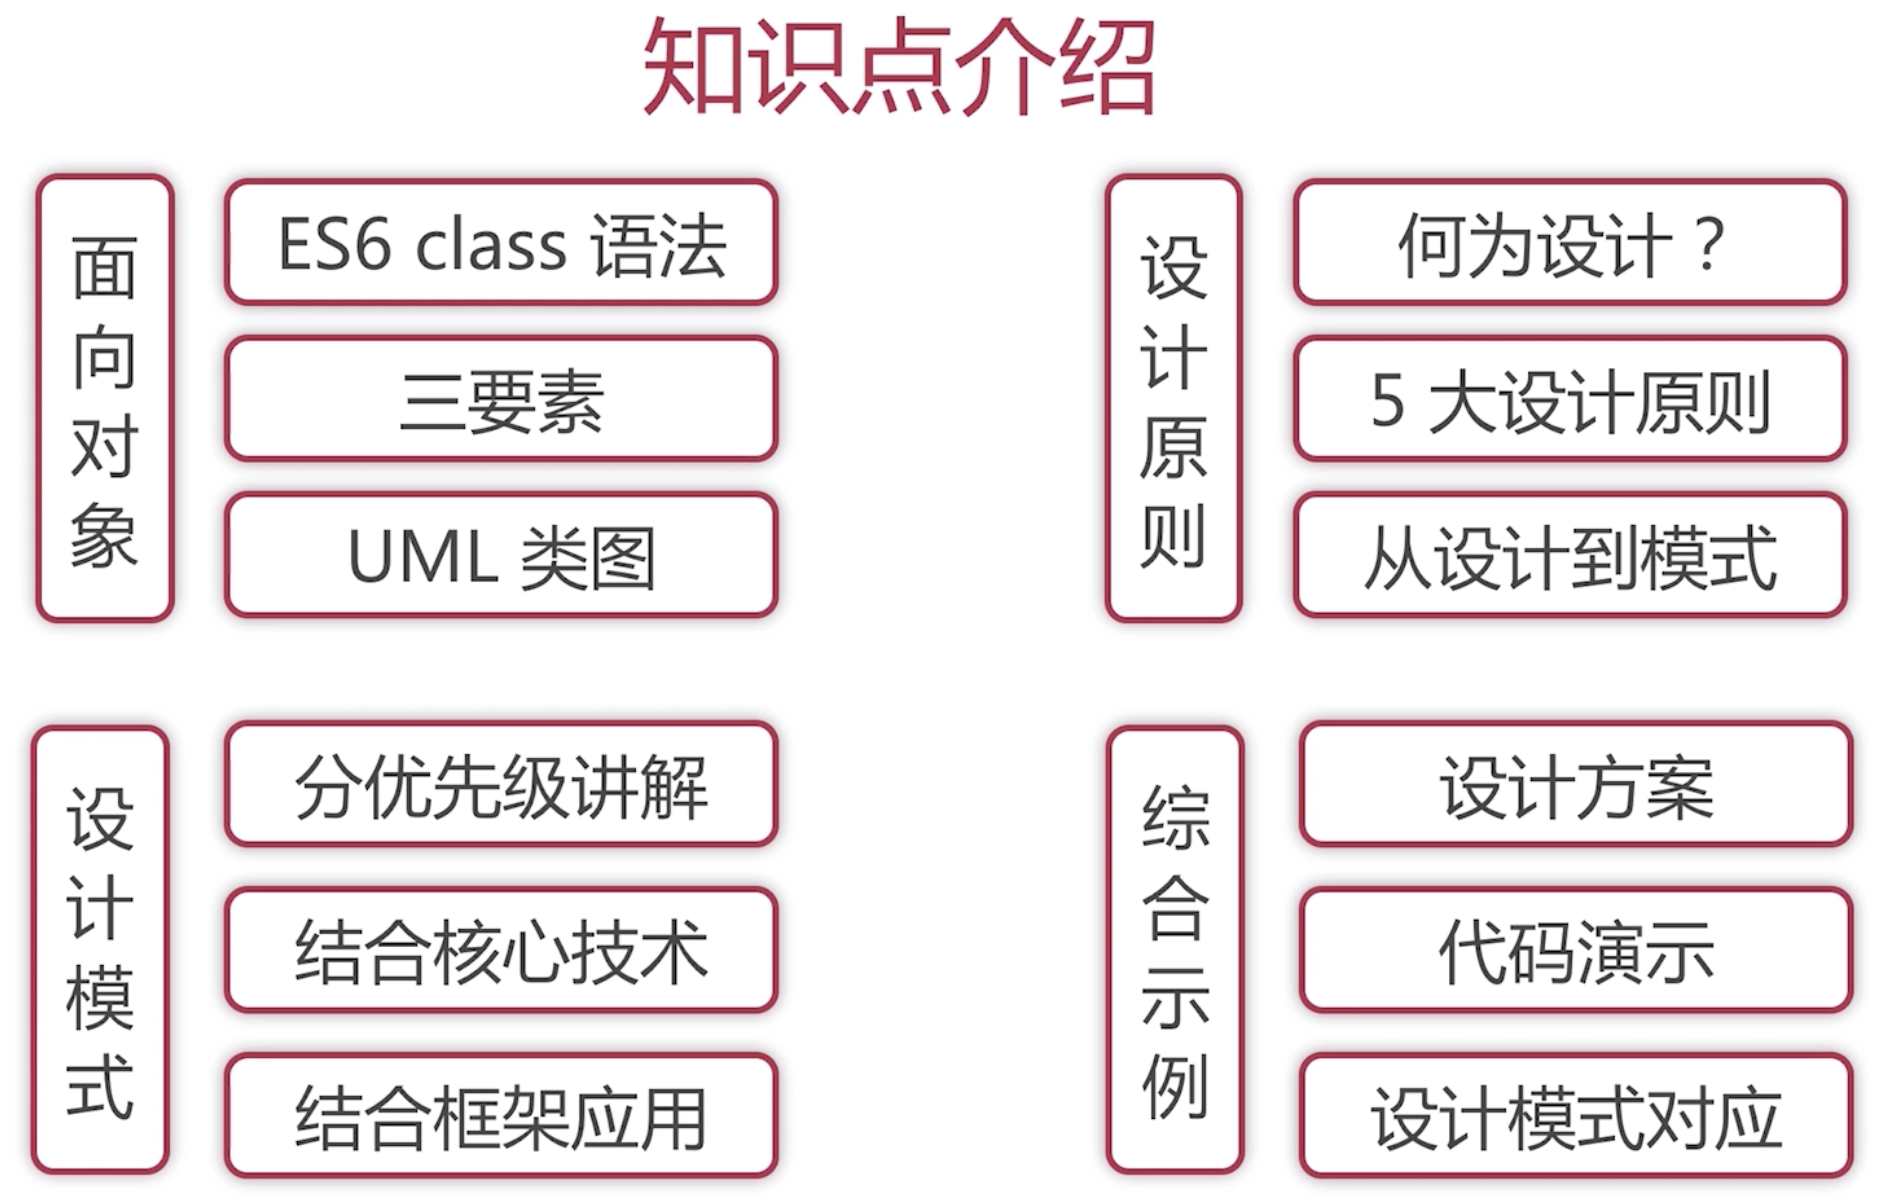 知识点介绍
面向对象
ES6 class 语法
三要素
UML 类图
设计原则
何为设计？
5 大设计原则
从设计到模式
设计模式
分优先级讲解
结合核心技术
结合框架应用
综合示例
设计方案
代码演示
设计模式对应